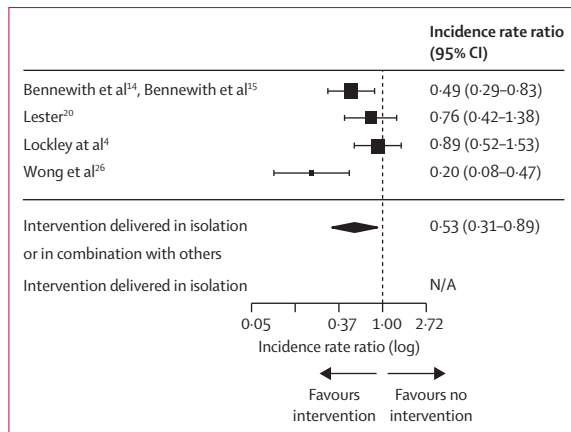 Incidence rate ratio
(95% CI)
Bennewith et al¹⁴, Bennewith et al¹⁵ 0·49 (0·29–0·83)
Lester²⁰ 0·76 (0·42–1·38)
Lockley at al⁴ 0·89 (0·52–1·53)
Wong et al²⁶ 0·20 (0·08–0·47)
Intervention delivered in isolation 0·53 (0·31–0·89)
or in combination with others
Intervention delivered in isolation N/A
0·05 0·37 1·00 2·72
Incidence rate ratio (log)
Favours Favours no
intervention intervention